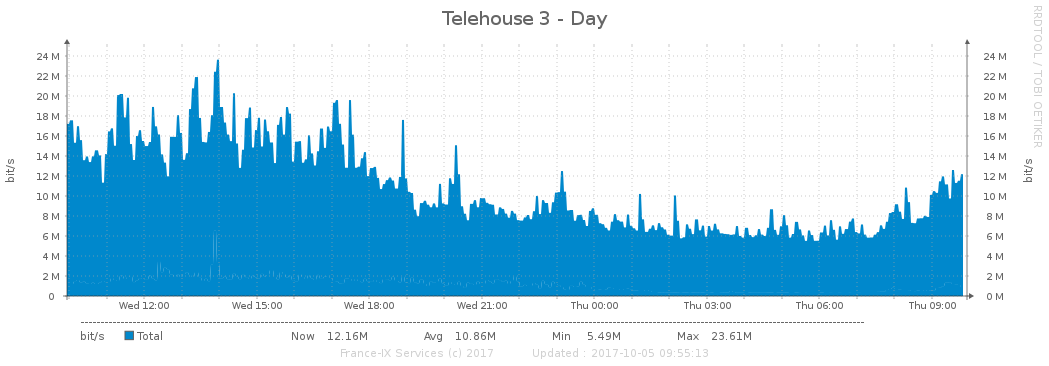 Telehouse 3 - Day
RRDTOOL / TOBI OETIKER
bit/s
24 M 24 M
22 M 22 M
20 M 20 M
18 M 18 M
16 M 16 M
14 M 14 M
12 M 12 M
10 M 10 M
8 M 8 M
6 M 6 M
4 M 4 M
2 M 2 M
0 0 M
bit/s
Wed 12:00 Wed 15:00 Wed 18:00 Wed 21:00 Thu 00:00 Thu 03:00 Thu 06:00 Thu 09:00
bit/s Total Now 12.16M Avg 10.86M Min 5.49M Max 23.61M
France-IX Services (c) 2017 Updated : 2017-10-05 09:55:13